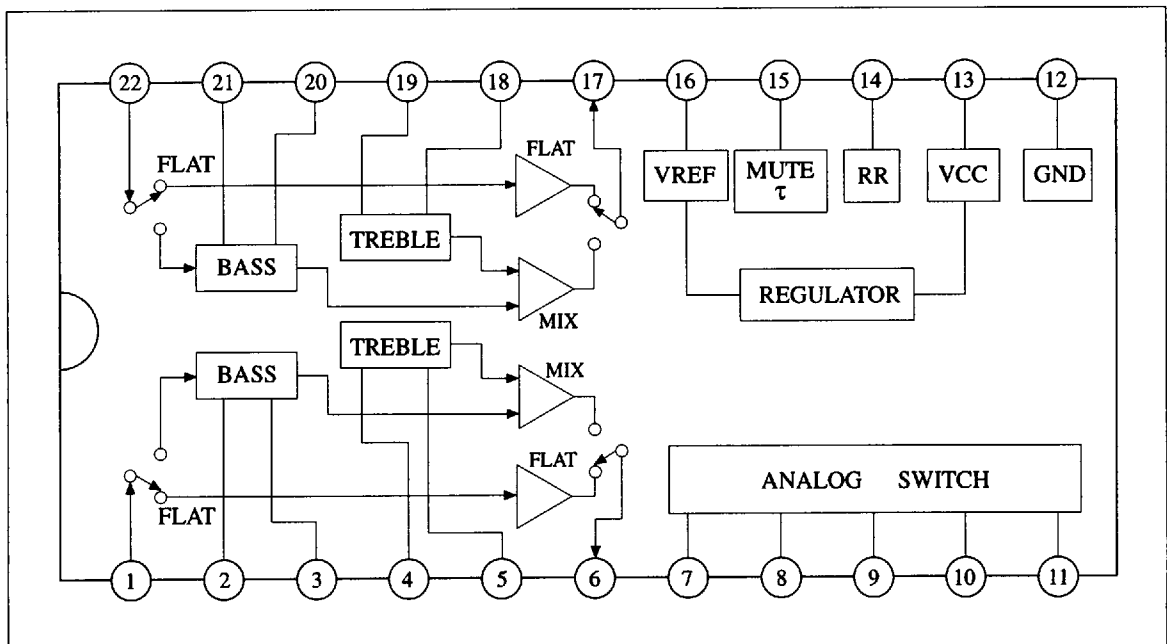 22 21 20 19 18 17 16 15 14 13 12
FLAT
FLAT
VREF
MUTE
τ
RR
VCC
GND
TREBLE
BASS
MIX
REGULATOR
TREBLE
BASS
MIX
FLAT
FLAT
ANALOG SWITCH
1 2 3 4 5 6 7 8 9 10 11